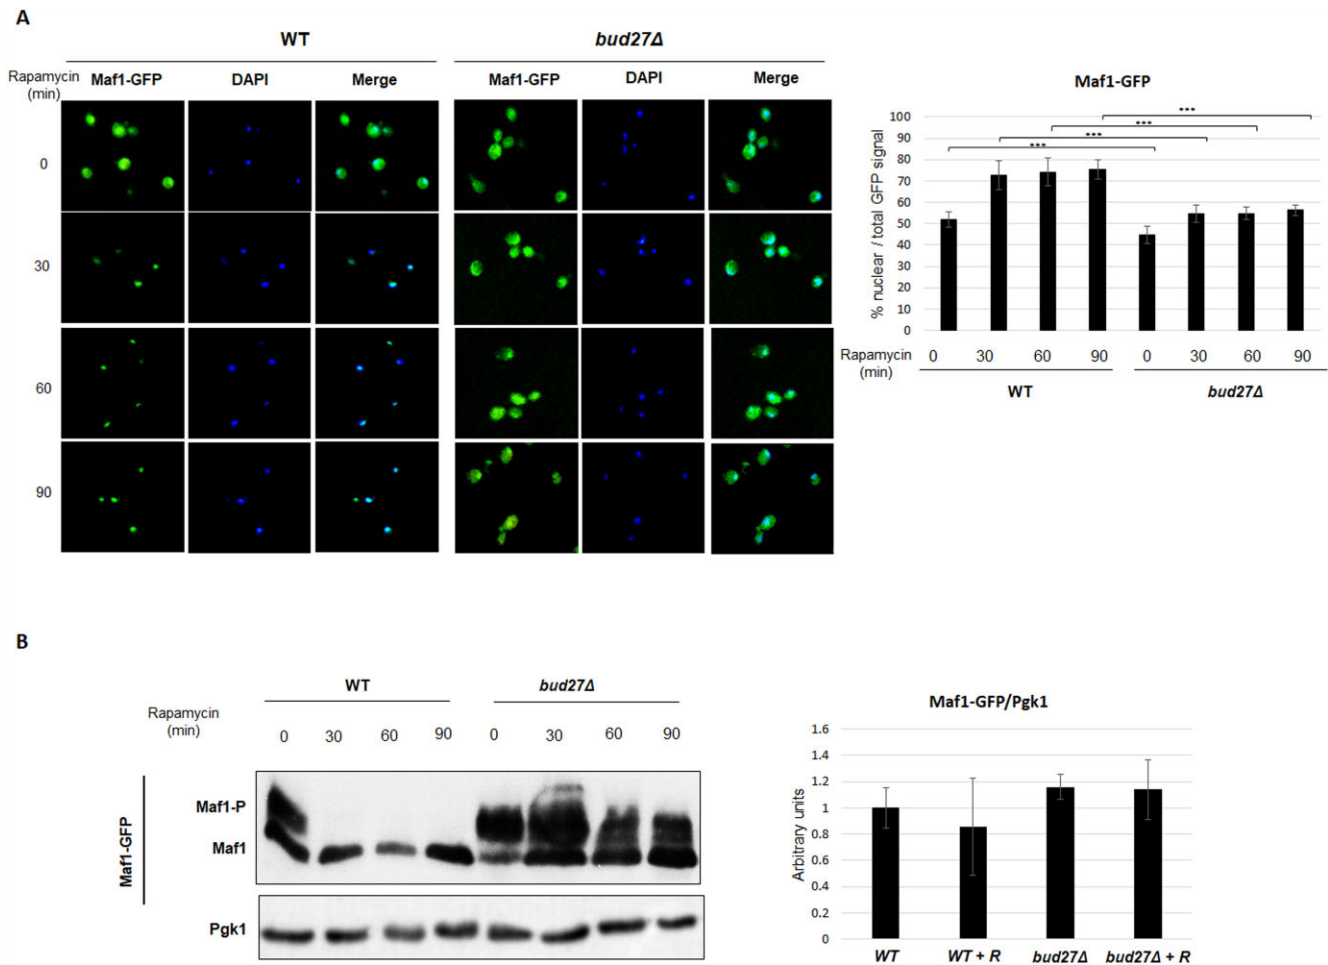 A
WT
bud27Δ
Rapamycin
(min)
Maf1-GFP
DAPI
Merge
Maf1-GFP
DAPI
Merge
0
30
60
90
Maf1-GFP
% nuclear / total GFP signal
100
90
80
70
60
50
40
30
20
10
0
***
***
***
***
Rapamycin
(min)
0 30 60 90 0 30 60 90
WT bud27Δ
B
WT bud27Δ
Rapamycin
(min)
0 30 60 90 0 30 60 90
Maf1-GFP
Maf1-P
Maf1
Pgk1
Maf1-GFP/Pgk1
Arbitrary units
1.6
1.4
1.2
1
0.8
0.6
0.4
0.2
0
WT WT + R bud27Δ bud27Δ + R